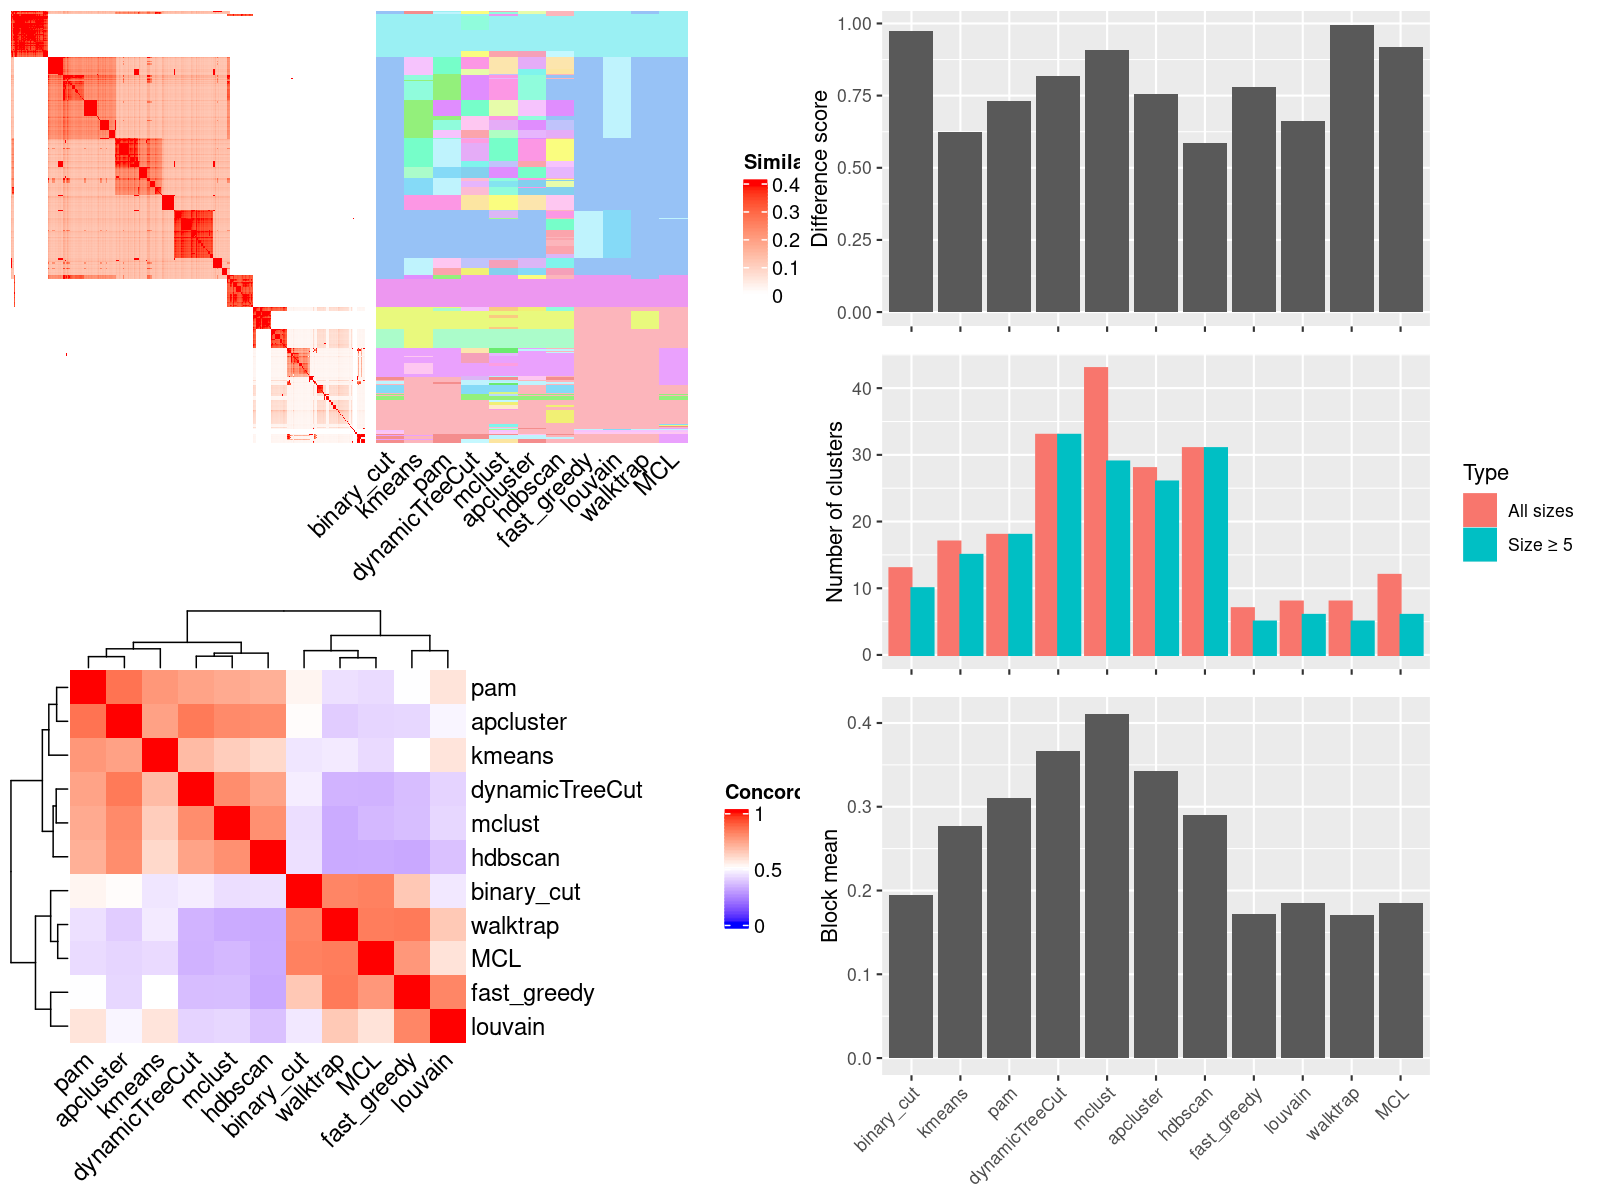 Simila
0.4
0.3
0.2
0.1
0
binary_cut
kmeans
pam
dynamicTreeCut
mclust
apcluster
hdbscan
fast_greedy
louvain
walktrap
MCL
pam
apcluster
kmeans
dynamicTreeCut
mclust
hdbscan
binary_cut
walktrap
MCL
fast_greedy
louvain
pam
apcluster
kmeans
dynamicTreeCut
mclust
hdbscan
binary_cut
walktrap
MCL
fast_greedy
louvain
Concord
1
0.5
0
Difference score
1.00
0.75
0.50
0.25
0.00
Number of clusters
40
30
20
10
0
Type
All sizes
Size ≥ 5
Block mean
0.4
0.3
0.2
0.1
0.0
binary_cut
kmeans
pam
dynamicTreeCut
mclust
apcluster
hdbscan
fast_greedy
louvain
walktrap
MCL